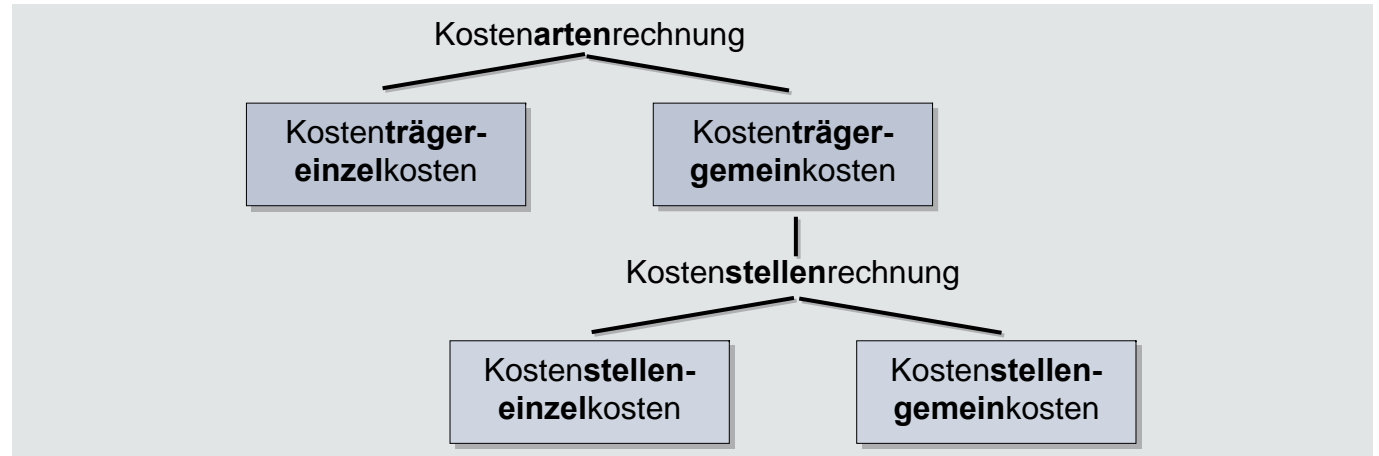 Kostenartenrechnung
Kostenträger-
einzelkosten
Kostenträger-
gemeinkosten
Kostenstellenrechnung
Kostenstellen-
einzelkosten
Kostenstellen-
gemeinkosten